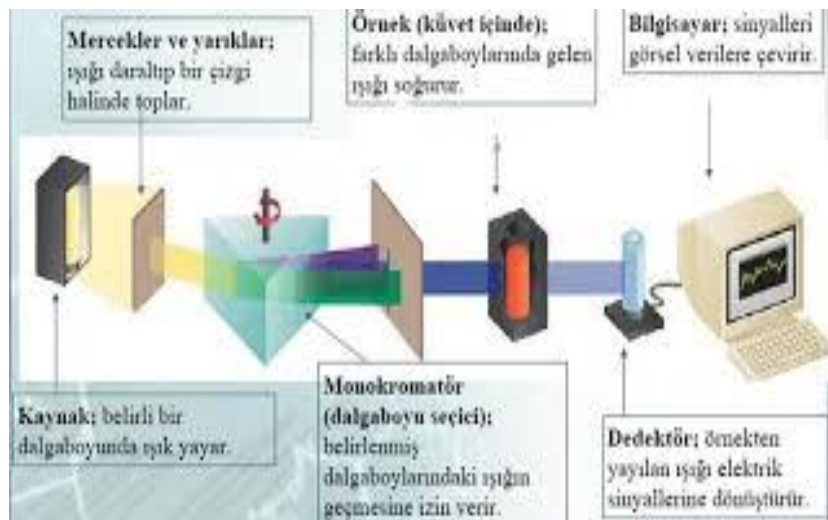 Mercekler ve yarıklar;
ışığı daraltıp bir çizgi
halinde toplar.
Örnek (küvet içinde);
farklı dalgaboylarında gelen
ışığı soğurur.
Bilgisayar; sinyalleri
görsel verilere çevirir.
Kaynak; belirli bir
dalgaboyunda ışık yayar.
Monokromatör
(dalgaboyu seçici);
belirlenmiş
dalgaboylarındaki ışığın
geçmesine izin verir.
Dedektör; örnekten
yayılan ışığı elektrik
sinyallerine dönüştürür.